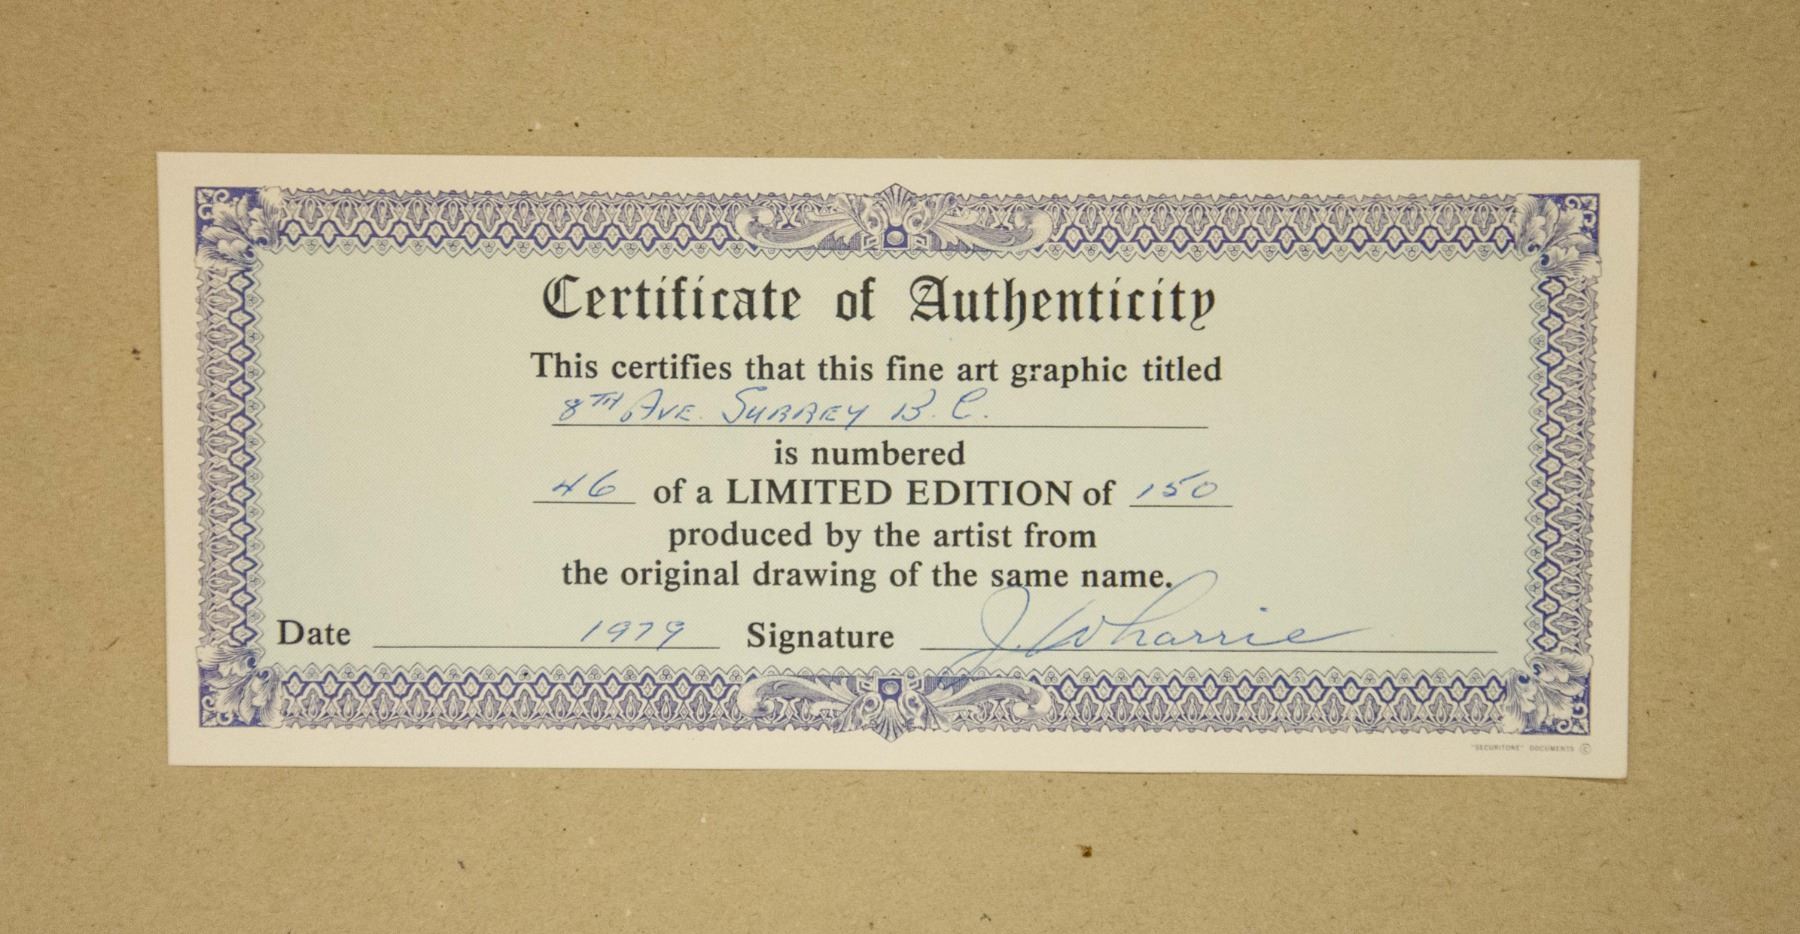 Certificate of Authenticity
This certifies that this fine art graphic titled
8TH AVE. SURREY B.C.
is numbered
46 of a LIMITED EDITION of 150
produced by the artist from
the original drawing of the same name.
Date 1979 Signature J. Wharrie
"SECURITONE" DOCUMENTS ©